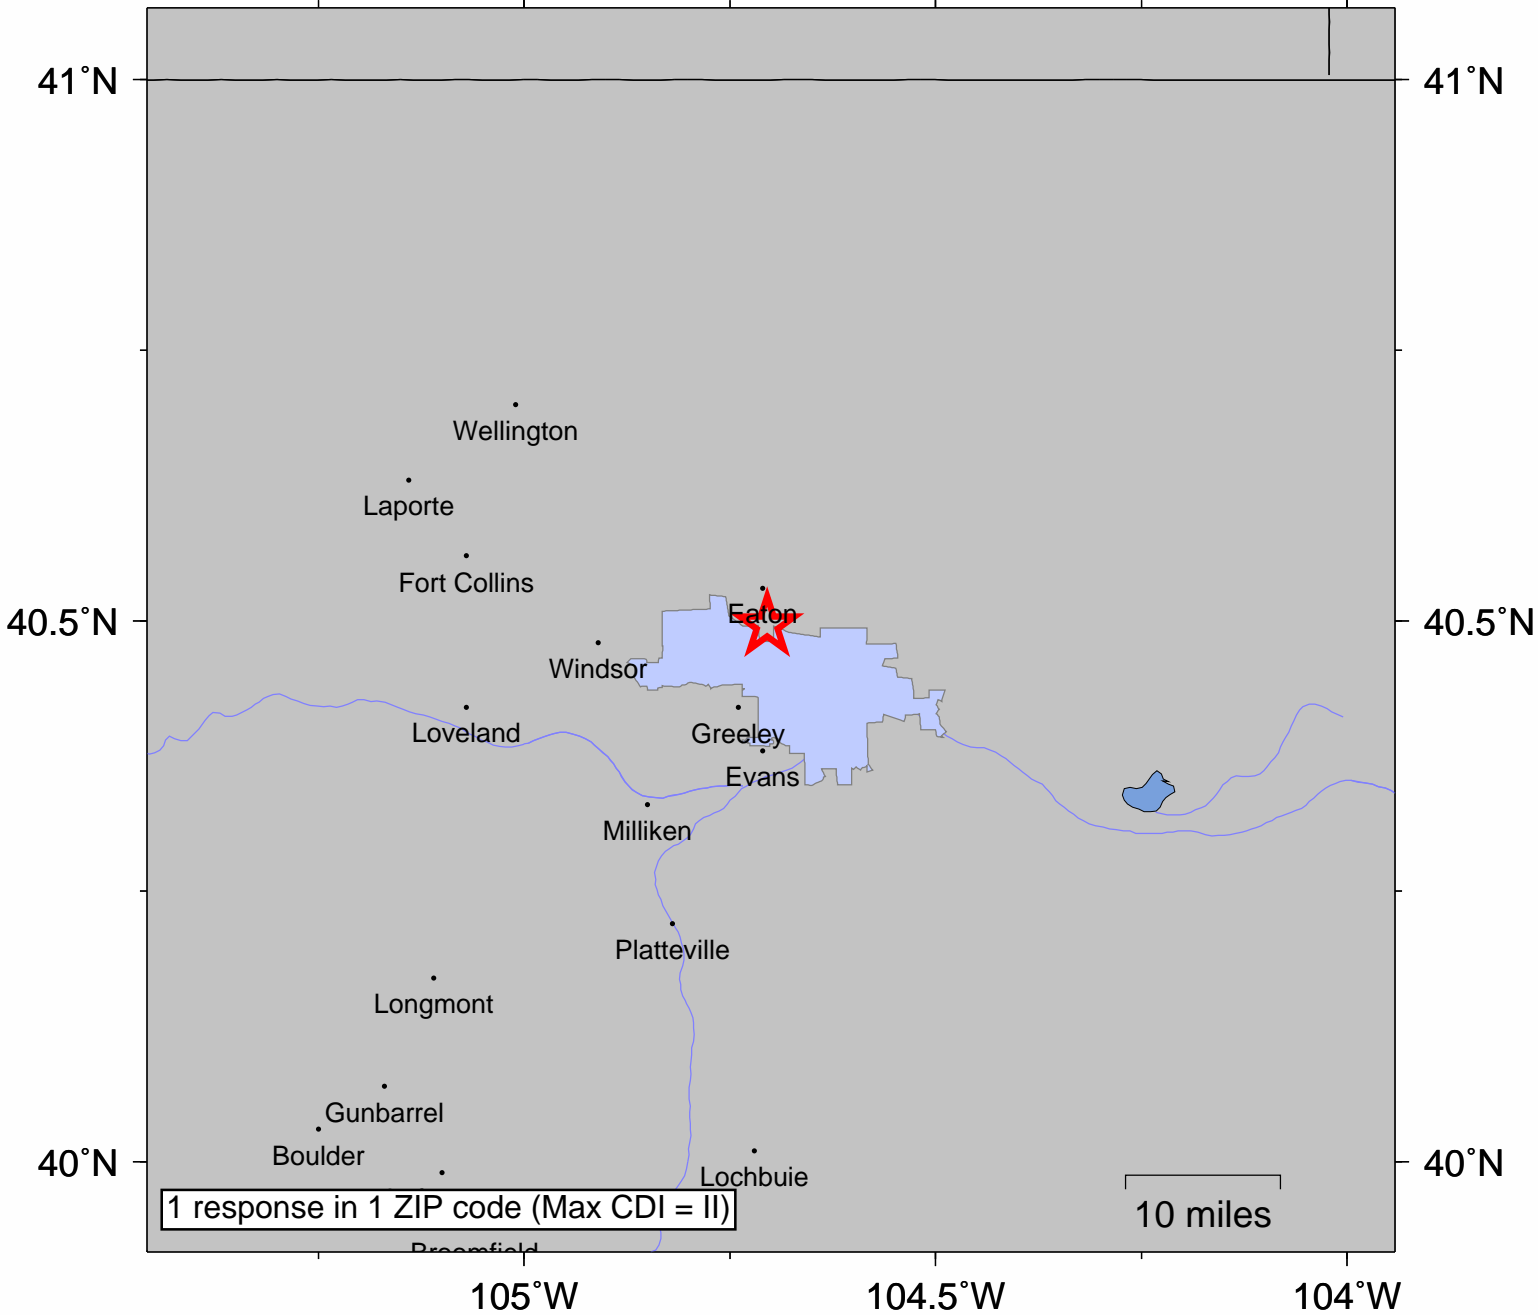 41°N 41°N
Wellington
Laporte
Fort Collins
Eaton
40.5°N 40.5°N
Windsor
Loveland
Greeley
Evans
Milliken
Platteville
Longmont
Gunbarrel
Boulder
40°N 40°N
Lochbuie
1 response in 1 ZIP code (Max CDI = II)
10 miles
Broomfield
105°W 104.5°W 104°W